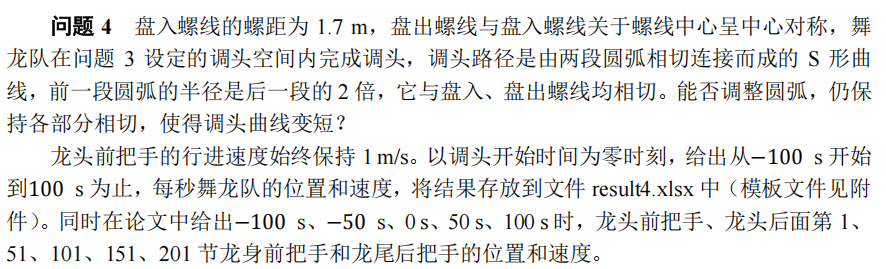 问题 4 盘入螺线的螺距为 1.7 m，盘出螺线与盘入螺线关于螺线中心呈中心对称，舞
龙队在问题 3 设定的调头空间内完成调头，调头路径是由两段圆弧相切连接而成的 S 形曲
线，前一段圆弧的半径是后一段的 2 倍，它与盘入、盘出螺线均相切。能否调整圆弧，仍保
持各部分相切，使得调头曲线变短？
龙头前把手的行进速度始终保持 1 m/s。以调头开始时间为零时刻，给出从−100 s 开始
到100 s 为止，每秒舞龙队的位置和速度，将结果存放到文件 result4.xlsx 中（模板文件见附
件）。同时在论文中给出−100 s、−50 s、0 s、50 s、100 s 时，龙头前把手、龙头后面第 1、
51、101、151、201 节龙身前把手和龙尾后把手的位置和速度。